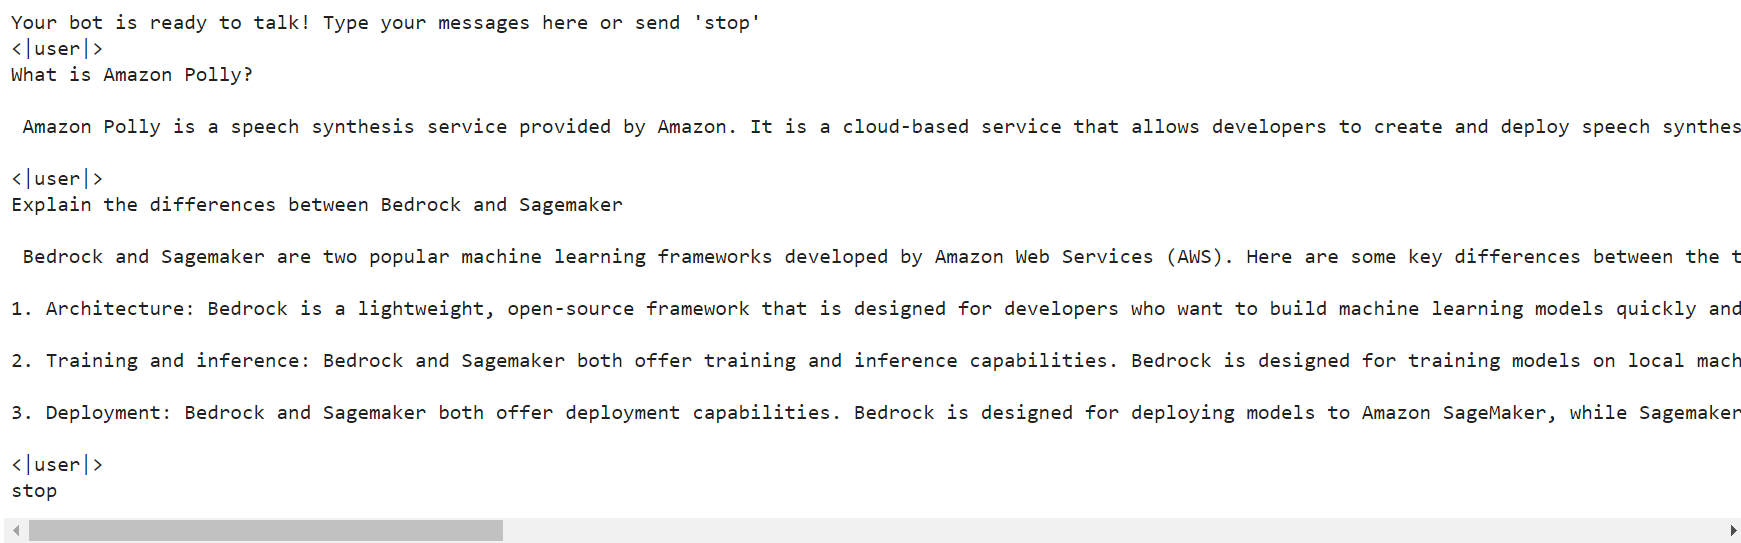 Your bot is ready to talk! Type your messages here or send 'stop'
<|user|>
What is Amazon Polly?
Amazon Polly is a speech synthesis service provided by Amazon. It is a cloud-based service that allows developers to create and deploy speech synthes
<|user|>
Explain the differences between Bedrock and Sagemaker
Bedrock and Sagemaker are two popular machine learning frameworks developed by Amazon Web Services (AWS). Here are some key differences between the t
1. Architecture: Bedrock is a lightweight, open-source framework that is designed for developers who want to build machine learning models quickly and
2. Training and inference: Bedrock and Sagemaker both offer training and inference capabilities. Bedrock is designed for training models on local mach
3. Deployment: Bedrock and Sagemaker both offer deployment capabilities. Bedrock is designed for deploying models to Amazon SageMaker, while Sagemaker
<|user|>
stop